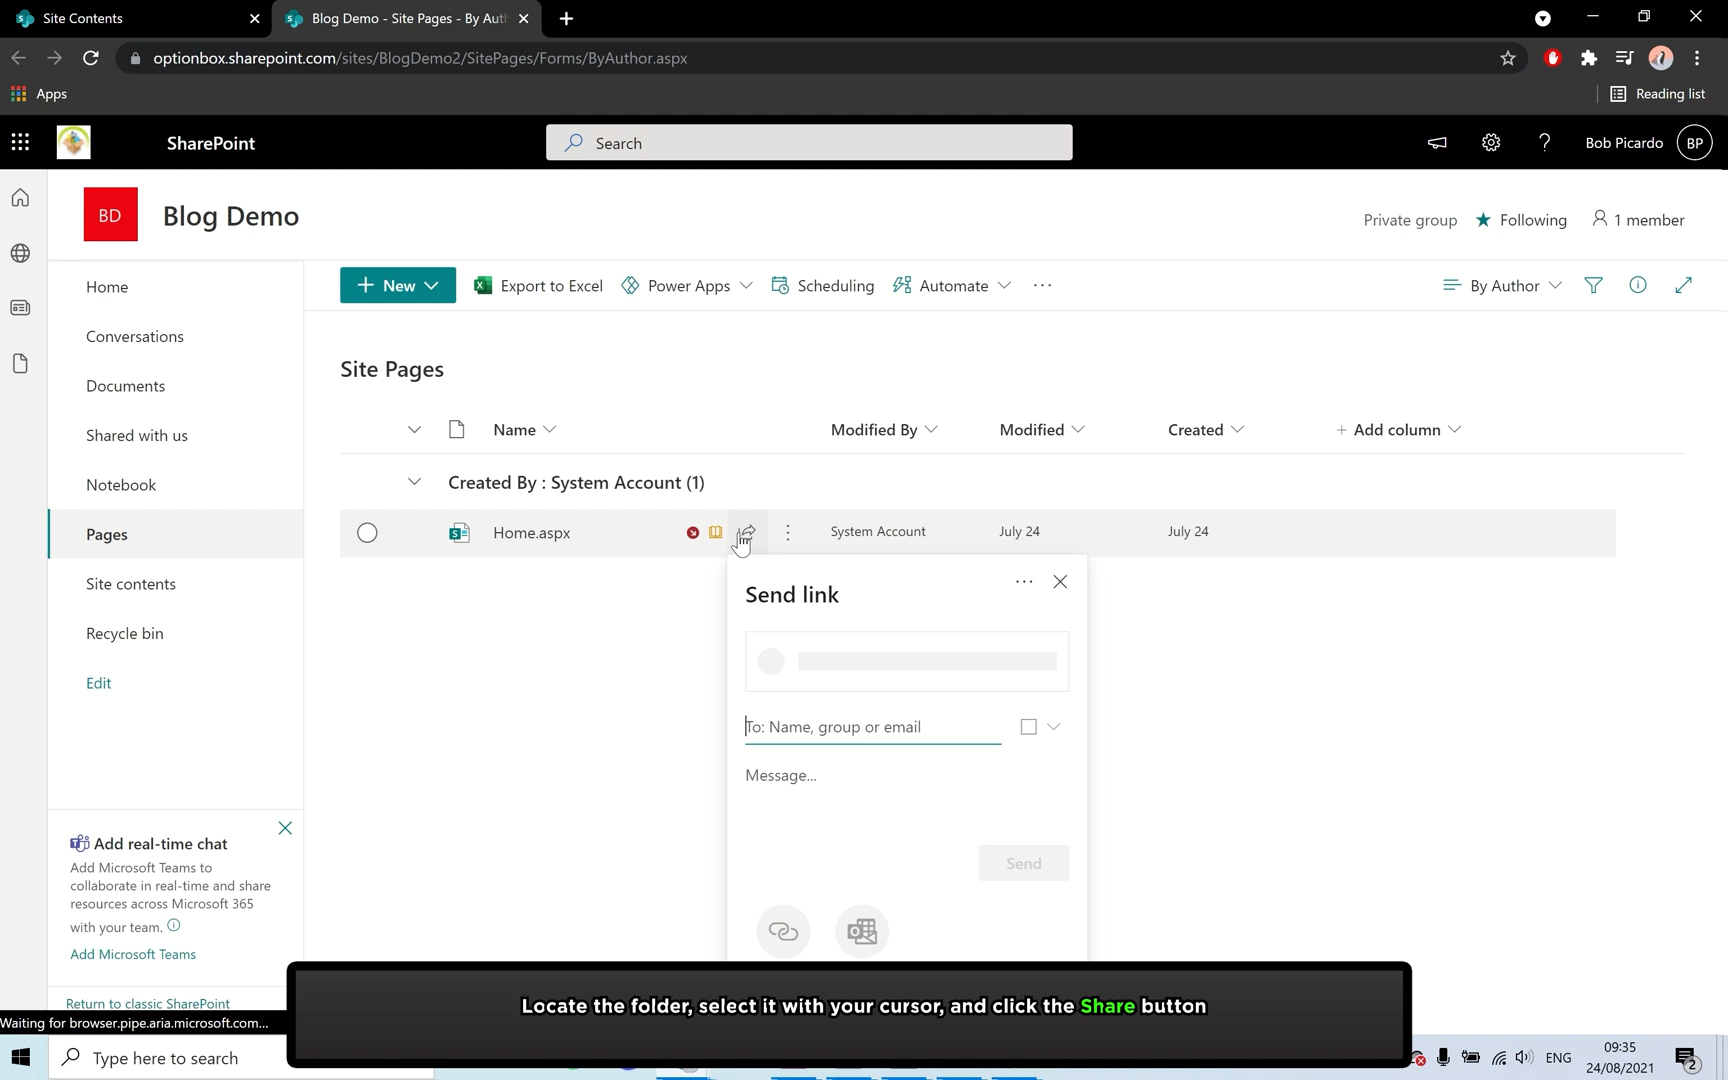 Site Contents
Blog Demo - Site Pages - By Auth
optionbox.sharepoint.com/sites/BlogDemo2/SitePages/Forms/ByAuthor.aspx
Apps
Reading list
SharePoint
Search
?
Bob Picardo
BP
BD
Blog Demo
Private group
Following
1 member
Home
Conversations
Documents
Shared with us
Notebook
Pages
Site contents
Recycle bin
Edit
+ New
Export to Excel
Power Apps
Scheduling
Automate
...
By Author
Site Pages
Name
Modified By
Modified
Created
+ Add column
Created By : System Account (1)
Home.aspx
System Account
July 24
July 24
Send link
...
To: Name, group or email
Message...
Send
Add real-time chat
Add Microsoft Teams to
collaborate in real-time and share
resources across Microsoft 365
with your team.
Add Microsoft Teams
Return to classic SharePoint
Waiting for browser.pipe.aria.microsoft.com...
Locate the folder, select it with your cursor, and click the Share button
Type here to search
ENG
09:35
24/08/2021
2